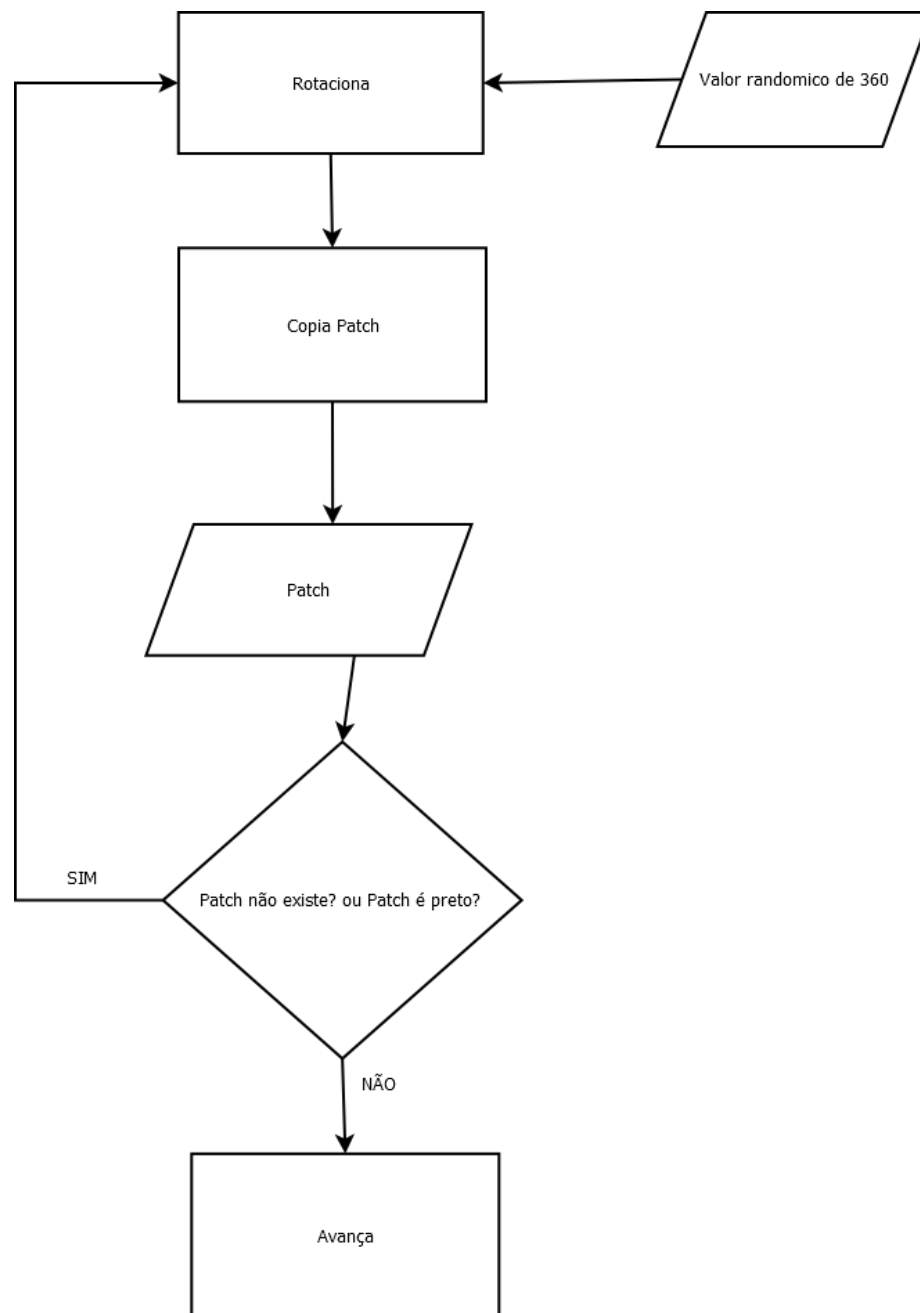 Rotaciona
Valor randomico de 360
Copia Patch
Patch
SIM
Patch não existe? ou Patch é preto?
NÃO
Avança